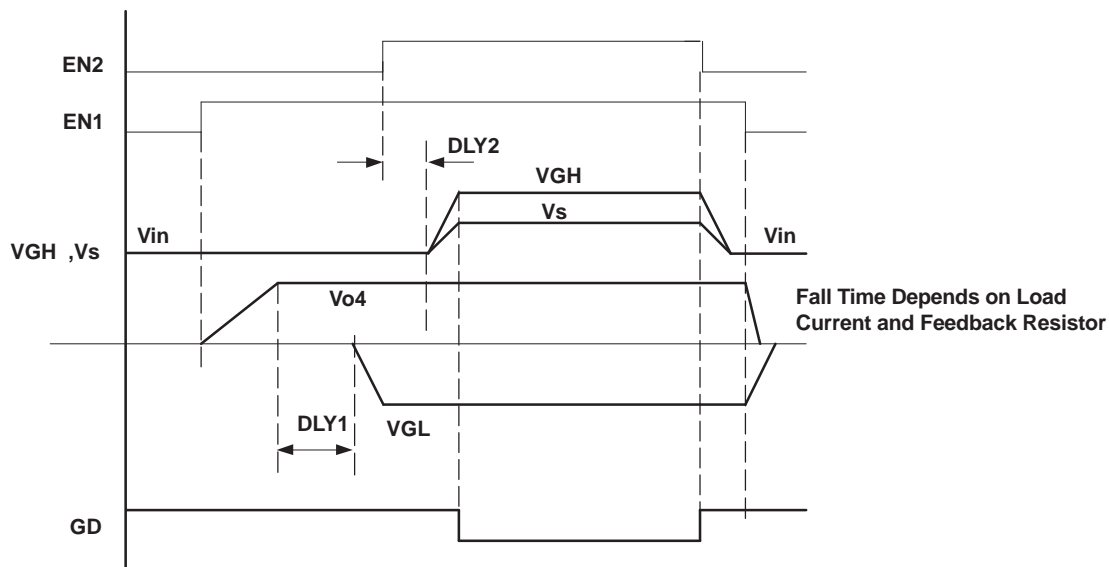 EN2
EN1
DLY2
VGH
Vs
Vin
Vin
VGH ,Vs
Vo4
Fall Time Depends on Load
Current and Feedback Resistor
DLY1
VGL
GD